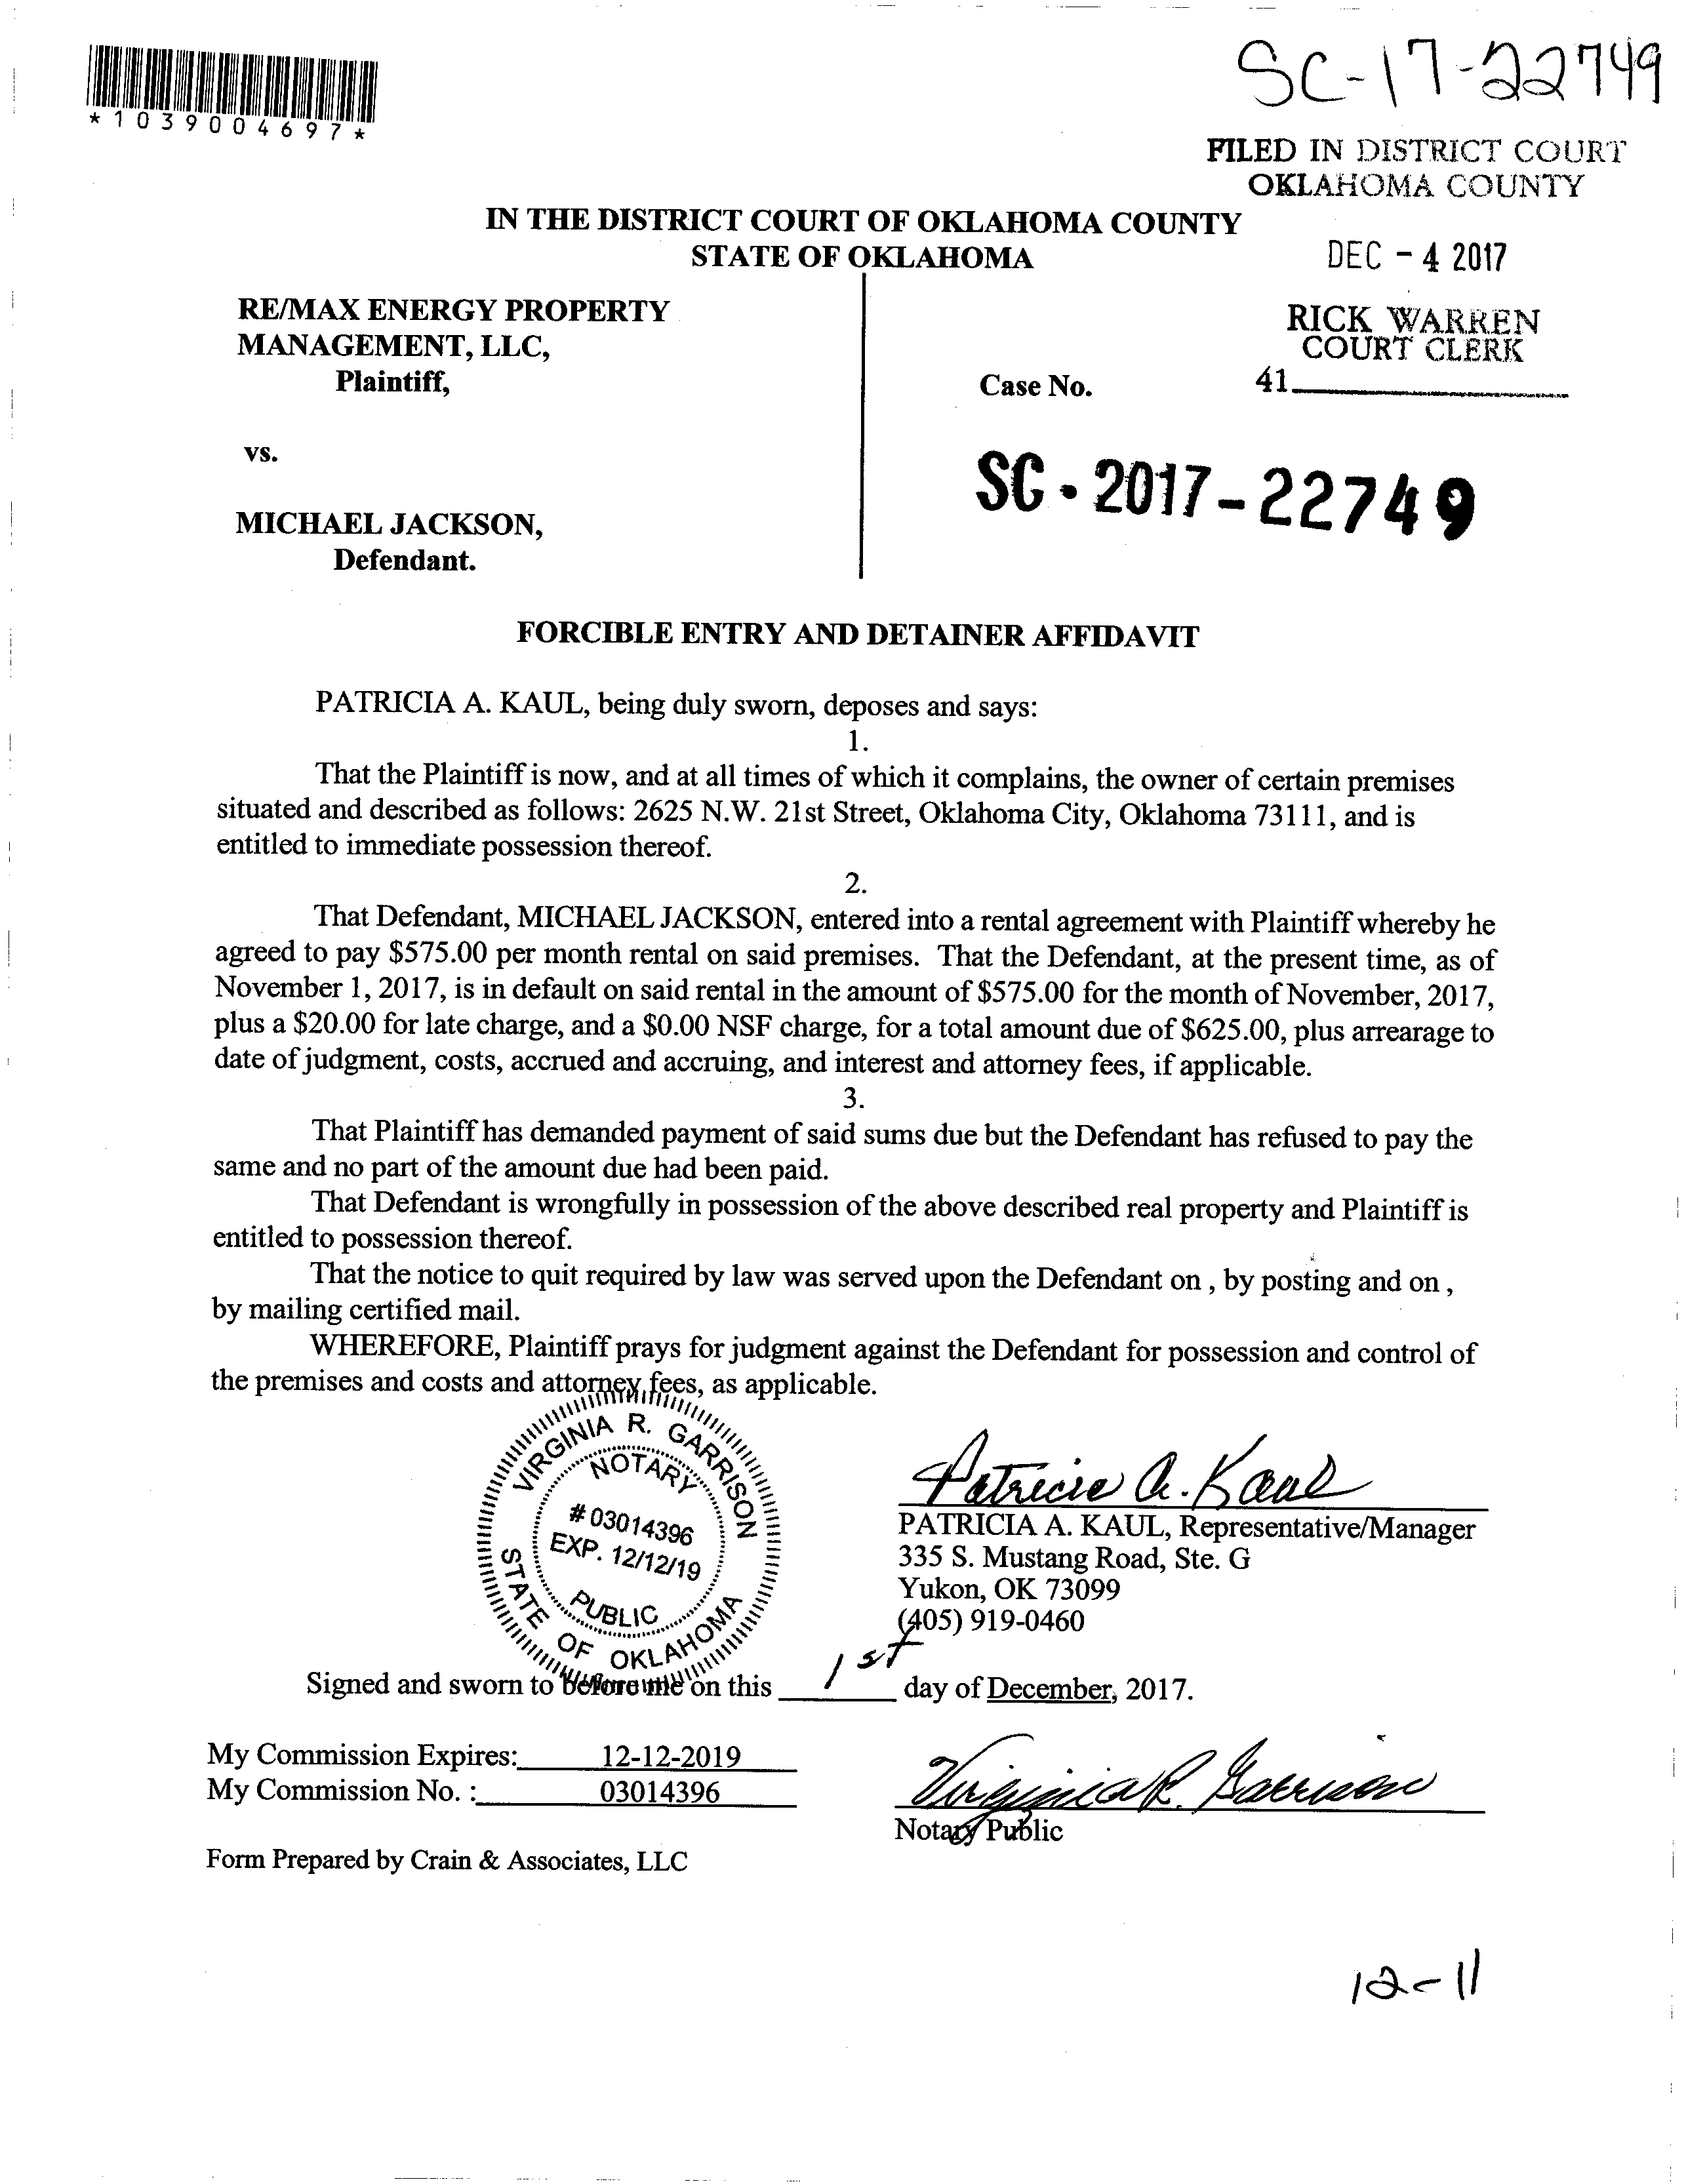 SC-17-22749
*1039004697*
FILED IN DISTRICT COURT
OKLAHOMA COUNTY
IN THE DISTRICT COURT OF OKLAHOMA COUNTY
STATE OF OKLAHOMA
DEC - 4 2017
RE/MAX ENERGY PROPERTY
MANAGEMENT, LLC,
Plaintiff,
RICK WARREN
COURT CLERK
Case No.
41
vs.
SC-2017-22749
MICHAEL JACKSON,
Defendant.
FORCIBLE ENTRY AND DETAINER AFFIDAVIT
PATRICIA A. KAUL, being duly sworn, deposes and says:
1.
That the Plaintiff is now, and at all times of which it complains, the owner of certain premises
situated and described as follows: 2625 N.W. 21st Street, Oklahoma City, Oklahoma 73111, and is
entitled to immediate possession thereof.
2.
That Defendant, MICHAEL JACKSON, entered into a rental agreement with Plaintiff whereby he
agreed to pay $575.00 per month rental on said premises. That the Defendant, at the present time, as of
November 1, 2017, is in default on said rental in the amount of $575.00 for the month of November, 2017,
plus a $20.00 for late charge, and a $0.00 NSF charge, for a total amount due of $625.00, plus arrearage to
date of judgment, costs, accrued and accruing, and interest and attorney fees, if applicable.
3.
That Plaintiff has demanded payment of said sums due but the Defendant has refused to pay the
same and no part of the amount due had been paid.
That Defendant is wrongfully in possession of the above described real property and Plaintiff is
entitled to possession thereof.
That the notice to quit required by law was served upon the Defendant on , by posting and on ,
by mailing certified mail.
WHEREFORE, Plaintiff prays for judgment against the Defendant for possession and control of
the premises and costs and attorney fees, as applicable.
VIRGINIA R. GARRISON
NOTARY
# 03014396
EXP. 12/12/19
PUBLIC
STATE OF OKLAHOMA
Patricia A. Kaul
PATRICIA A. KAUL, Representative/Manager
335 S. Mustang Road, Ste. G
Yukon, OK 73099
(405) 919-0460
Signed and sworn to before me on this 1st day of December, 2017.
My Commission Expires: 12-12-2019
My Commission No. : 03014396
Virginia R. Garrison
Notary Public
Form Prepared by Crain & Associates, LLC
12-11